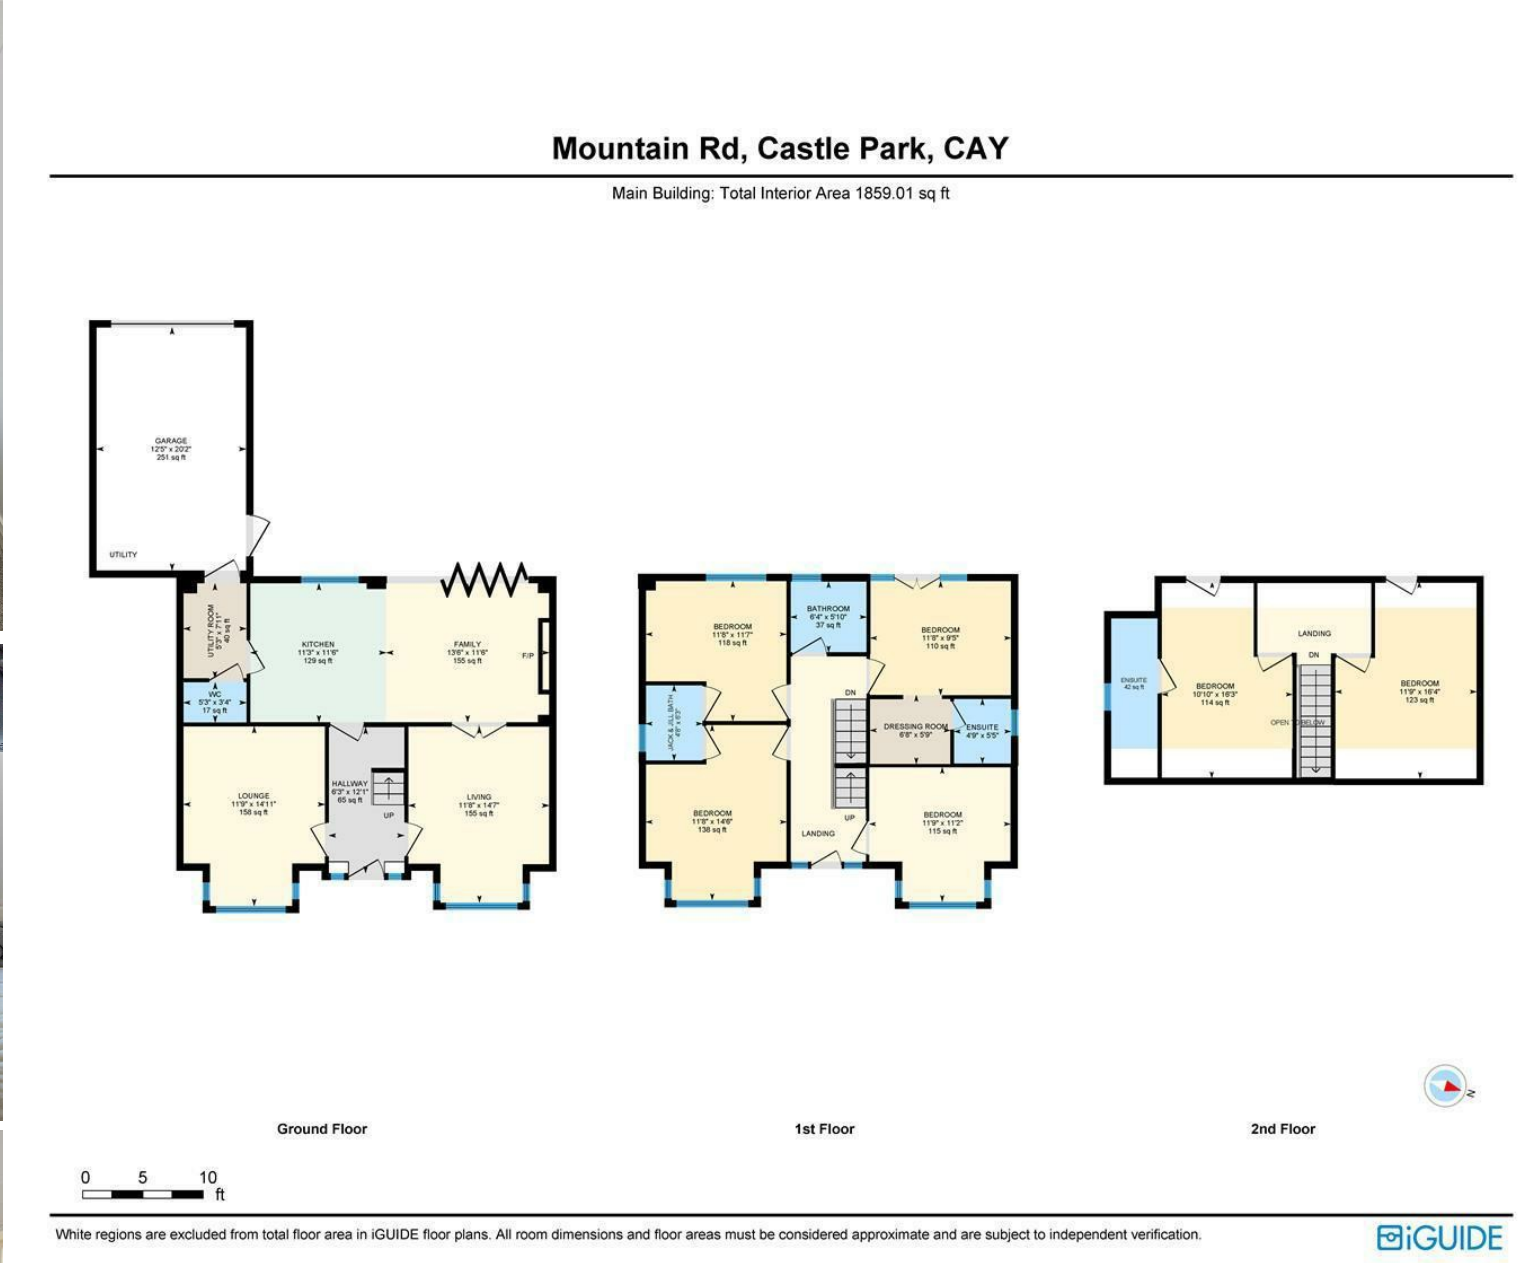 Mountain Rd, Castle Park, CAY
Main Building: Total Interior Area 1859.01 sq ft
GARAGE
12'5" x 20'2"
251 sq ft
UTILITY
UTILITY ROOM
5'3" x 7'11"
40 sq ft
KITCHEN
11'3" x 11'6"
129 sq ft
FAMILY
13'6" x 11'6"
155 sq ft
F/P
WC
5'3" x 3'4"
17 sq ft
LOUNGE
11'9" x 14'11"
158 sq ft
HALLWAY
6'3" x 12'1"
65 sq ft
UP
LIVING
11'8" x 14'7"
155 sq ft
BEDROOM
11'8" x 11'7"
118 sq ft
BATHROOM
6'4" x 5'10"
37 sq ft
BEDROOM
11'8" x 9'5"
110 sq ft
JACK & JILL BATH
4'8" x 6'3"
DN
DRESSING ROOM
6'8" x 5'9"
ENSUITE
4'9" x 5'5"
BEDROOM
11'8" x 14'6"
138 sq ft
UP
LANDING
BEDROOM
11'9" x 11'2"
115 sq ft
LANDING
DN
ENSUITE
42 sq ft
BEDROOM
10'10" x 16'3"
114 sq ft
OPEN TO BELOW
BEDROOM
11'9" x 16'4"
123 sq ft
N
Ground Floor
1st Floor
2nd Floor
0 5 10
ft
White regions are excluded from total floor area in iGUIDE floor plans. All room dimensions and floor areas must be considered approximate and are subject to independent verification.
iGUIDE